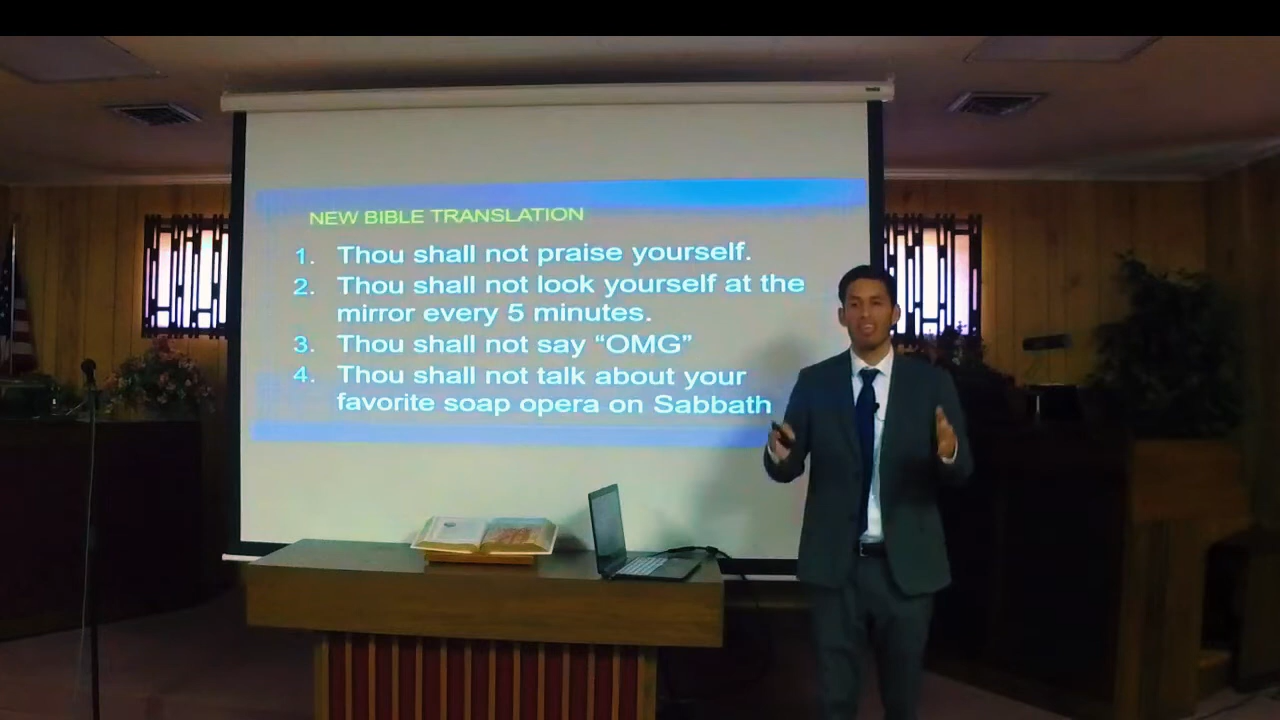 NEW BIBLE TRANSLATION
1. Thou shall not praise yourself.
2. Thou shall not look yourself at the
mirror every 5 minutes.
3. Thou shall not say “OMG”
4. Thou shall not talk about your
favorite soap opera on Sabbath